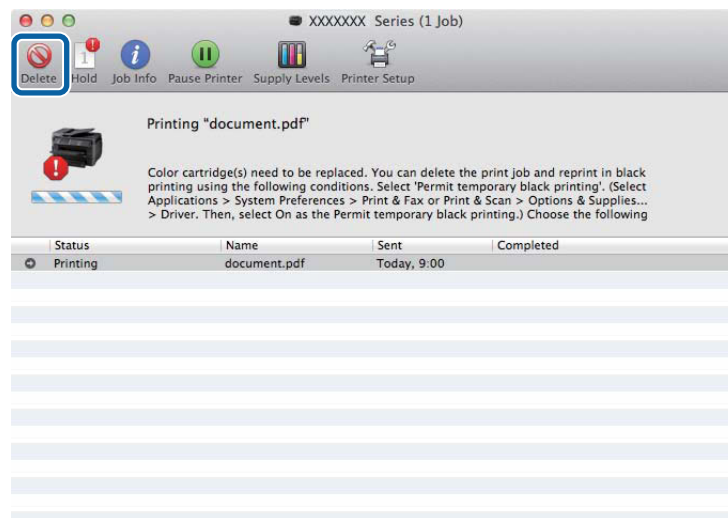 XXXXXXX Series (1 Job)
1
Delete Hold Job Info Pause Printer Supply Levels Printer Setup
Printing "document.pdf"
Color cartridge(s) need to be replaced. You can delete the print job and reprint in black
printing using the following conditions. Select 'Permit temporary black printing'. (Select
Applications > System Preferences > Print & Fax or Print & Scan > Options & Supplies...
> Driver. Then, select On as the Permit temporary black printing.) Choose the following
Status Name Sent Completed
Printing document.pdf Today, 9:00